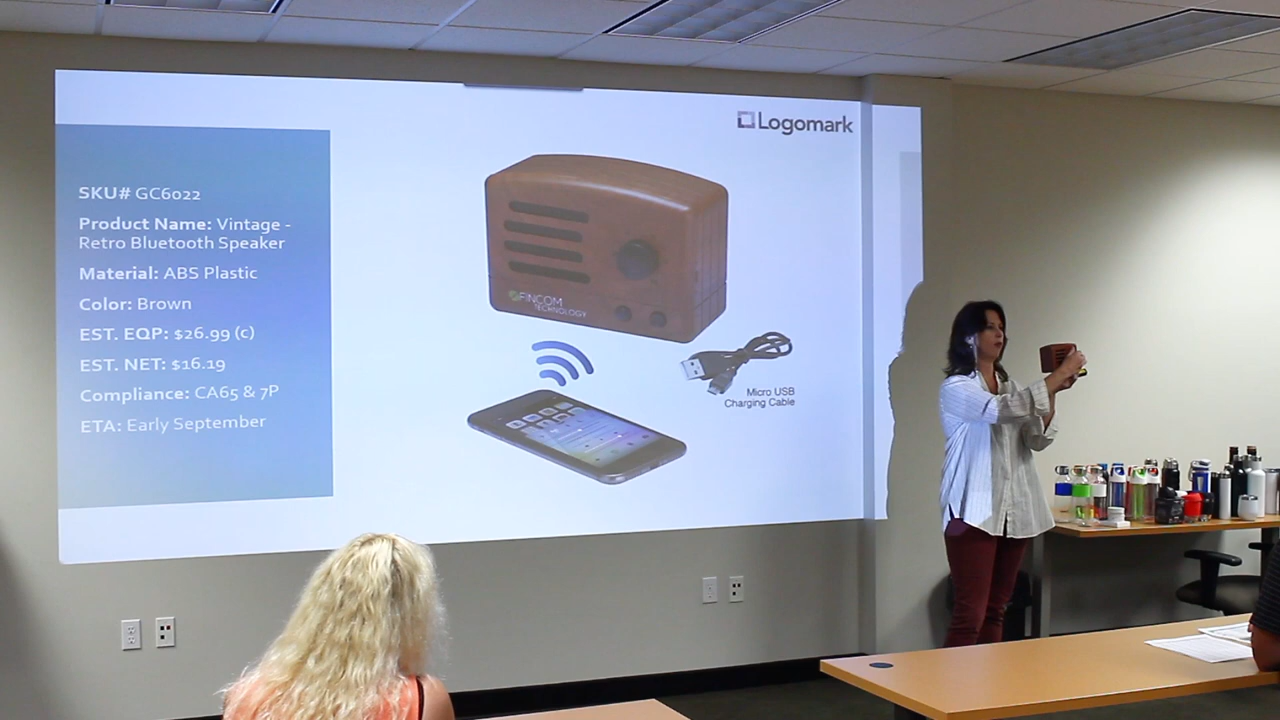 Logomark
SKU# GC6022
Product Name: Vintage -
Retro Bluetooth Speaker
Material: ABS Plastic
Color: Brown
EST. EQP: $26.99 (c)
EST. NET: $16.19
Compliance: CA65 & 7P
ETA: Early September
FINCOM
TECHNOLOGY
Micro USB
Charging Cable